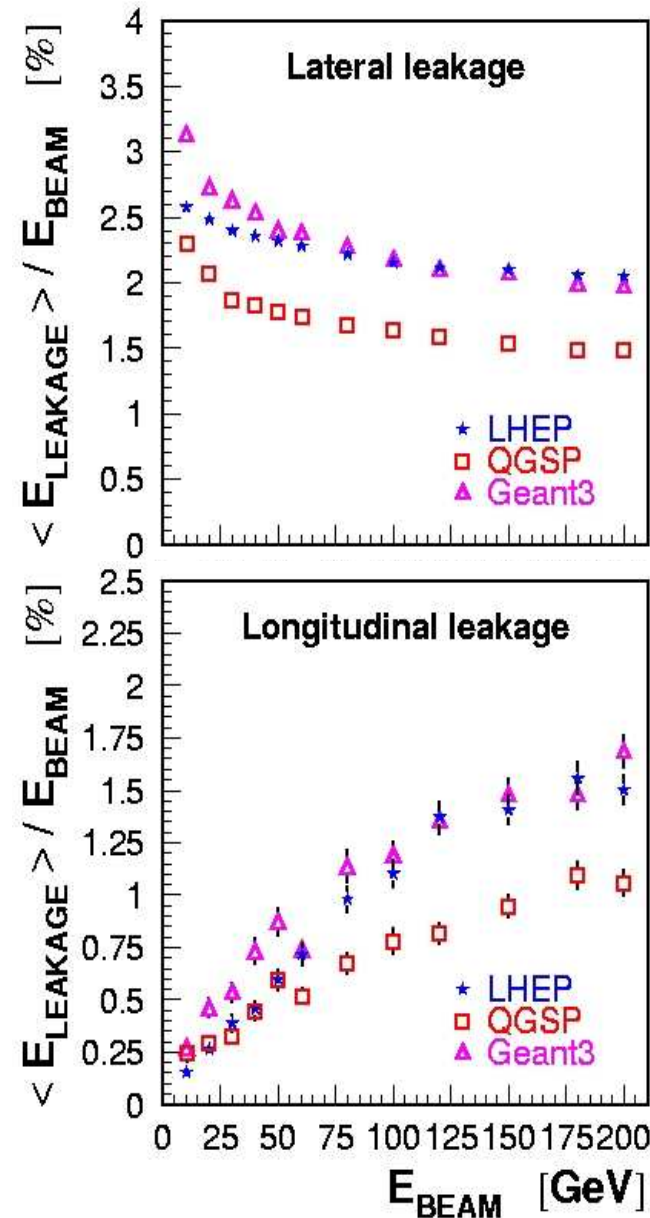 < E_LEAKAGE > / E_BEAM [%]
4
3.5
3
2.5
2
1.5
1
0.5
0
Lateral leakage
LHEP
QGSP
Geant3
< E_LEAKAGE > / E_BEAM [%]
2.5
2.25
2
1.75
1.5
1.25
1
0.75
0.5
0.25
0
Longitudinal leakage
LHEP
QGSP
Geant3
0 25 50 75 100 125 150 175 200
E_BEAM [GeV]